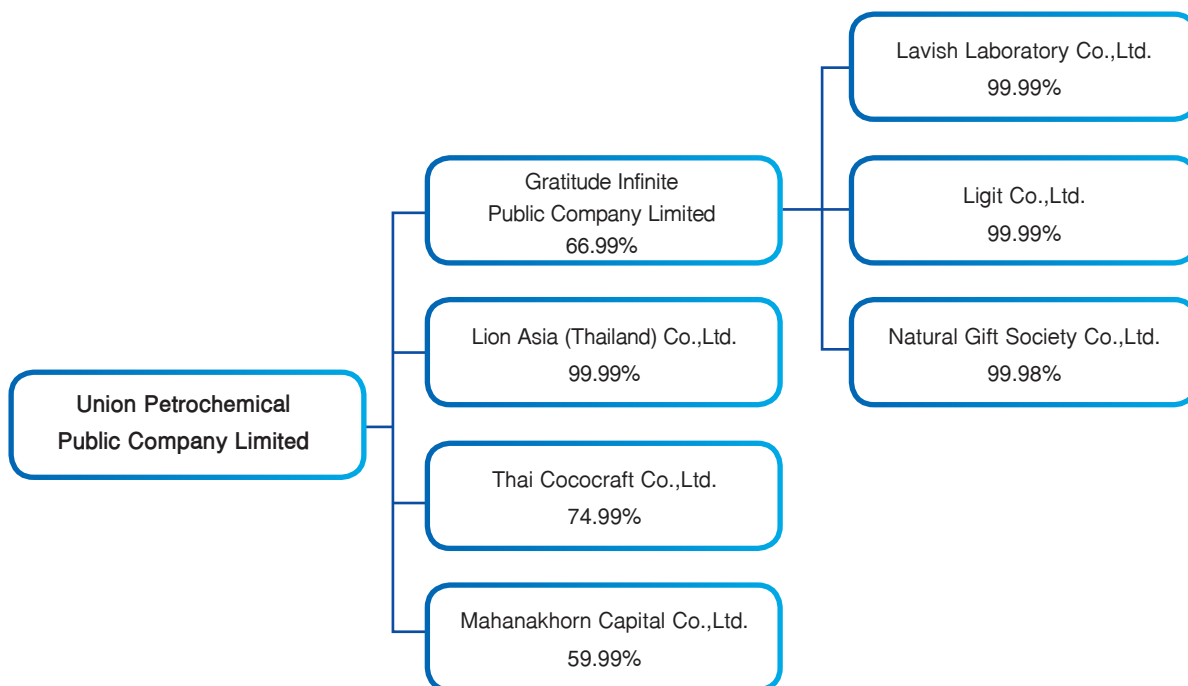 Union Petrochemical
Public Company Limited
Gratitude Infinite
Public Company Limited
66.99%
Lion Asia (Thailand) Co.,Ltd.
99.99%
Thai Cococraft Co.,Ltd.
74.99%
Mahanakhorn Capital Co.,Ltd.
59.99%
Lavish Laboratory Co.,Ltd.
99.99%
Ligit Co.,Ltd.
99.99%
Natural Gift Society Co.,Ltd.
99.98%